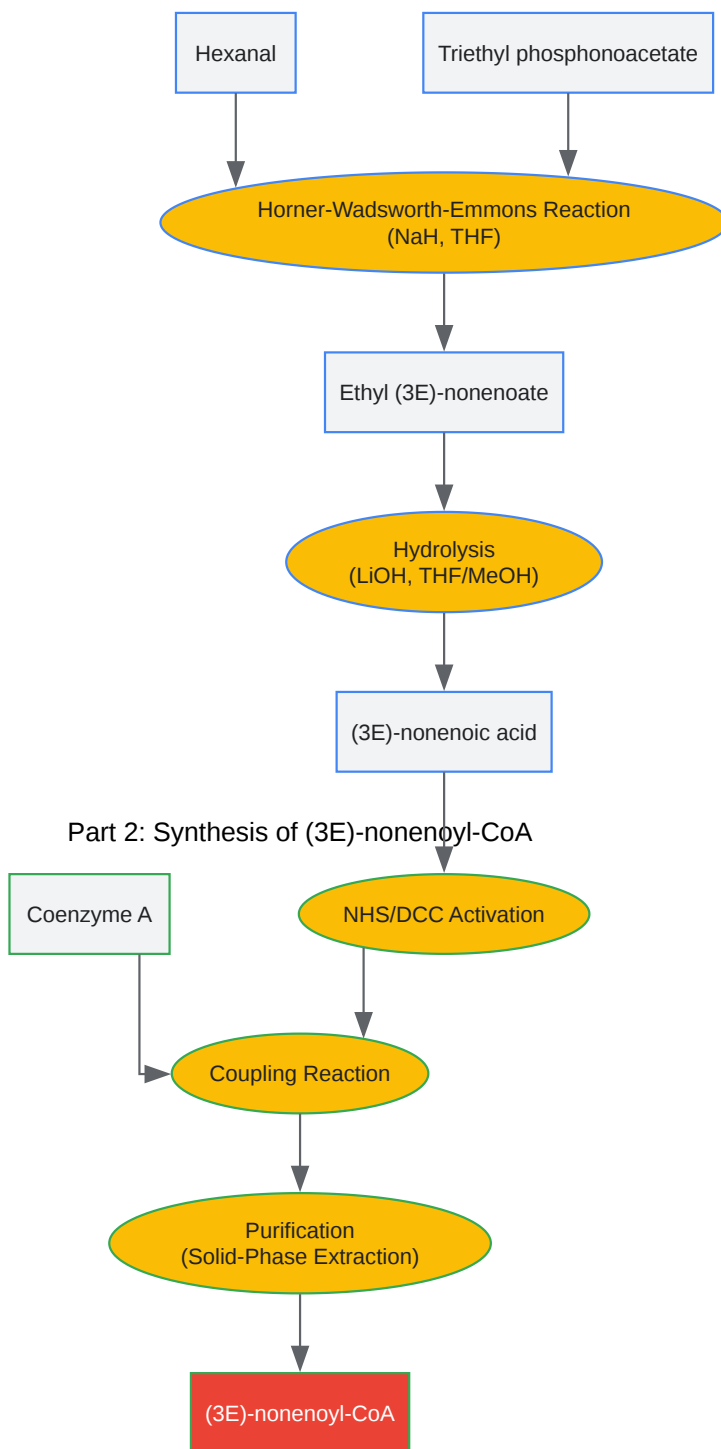 Hexanal
Triethyl phosphonoacetate
Horner-Wadsworth-Emmons Reaction
(NaH, THF)
Ethyl (3E)-nonenoate
Hydrolysis
(LiOH, THF/MeOH)
(3E)-nonenoic acid
Part 2: Synthesis of (3E)-nonenoyl-CoA
Coenzyme A
NHS/DCC Activation
Coupling Reaction
Purification
(Solid-Phase Extraction)
(3E)-nonenoyl-CoA